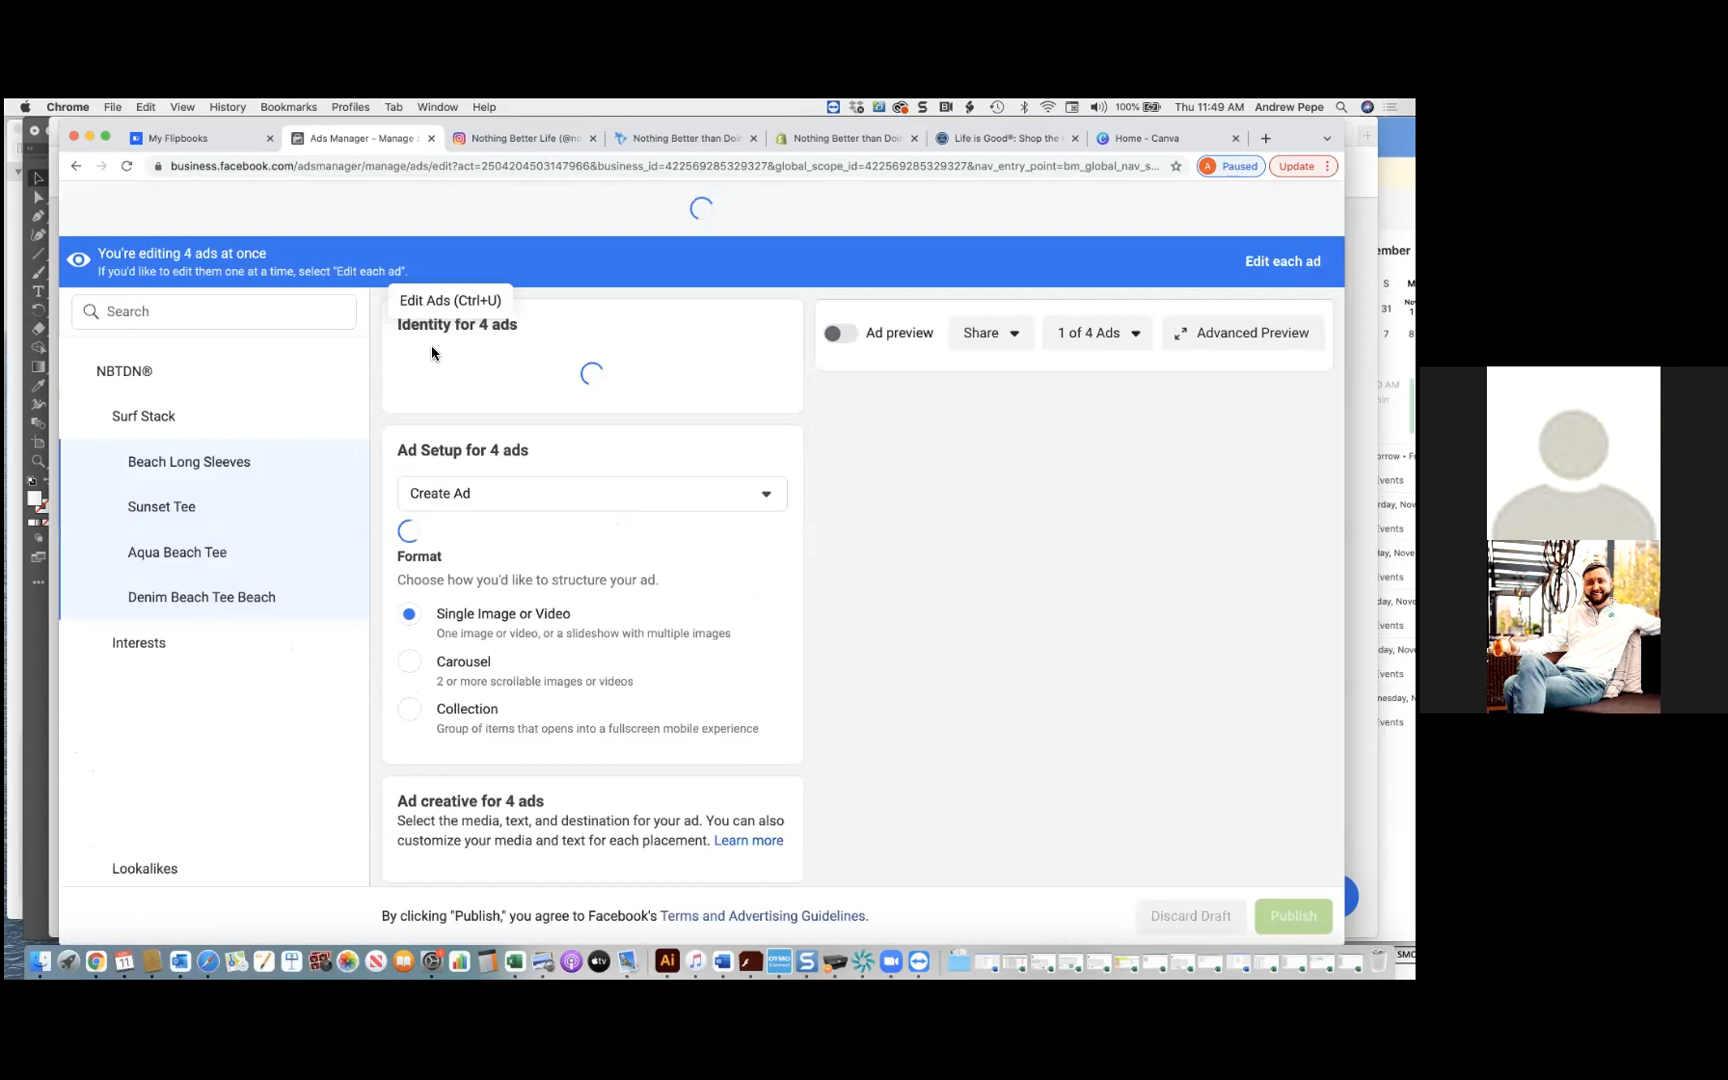 Chrome File Edit View History Bookmarks Profiles Tab Window Help 100% Thu 11:49 AM Andrew Pepe
My Flipbooks Ads Manager - Manage Nothing Better Life (@nc Nothing Better than Doin Nothing Better than Doin Life is Good®: Shop the Home - Canva
business.facebook.com/adsmanager/manage/ads/edit?act=2504204503147966&business_id=422569285329327&global_scope_id=422569285329327&nav_entry_point=bm_global_nav_s... A Paused Update
You're editing 4 ads at once
If you'd like to edit them one at a time, select "Edit each ad".
Edit each ad
Search
Edit Ads (Ctrl+U)
Identity for 4 ads
Ad preview Share 1 of 4 Ads Advanced Preview
NBTDN®
Surf Stack
Beach Long Sleeves
Sunset Tee
Aqua Beach Tee
Denim Beach Tee Beach
Interests
Lookalikes
Ad Setup for 4 ads
Create Ad
Format
Choose how you'd like to structure your ad.
Single Image or Video
One image or video, or a slideshow with multiple images
Carousel
2 or more scrollable images or videos
Collection
Group of items that opens into a fullscreen mobile experience
Ad creative for 4 ads
Select the media, text, and destination for your ad. You can also
customize your media and text for each placement. Learn more
By clicking "Publish," you agree to Facebook's Terms and Advertising Guidelines.
Discard Draft Publish